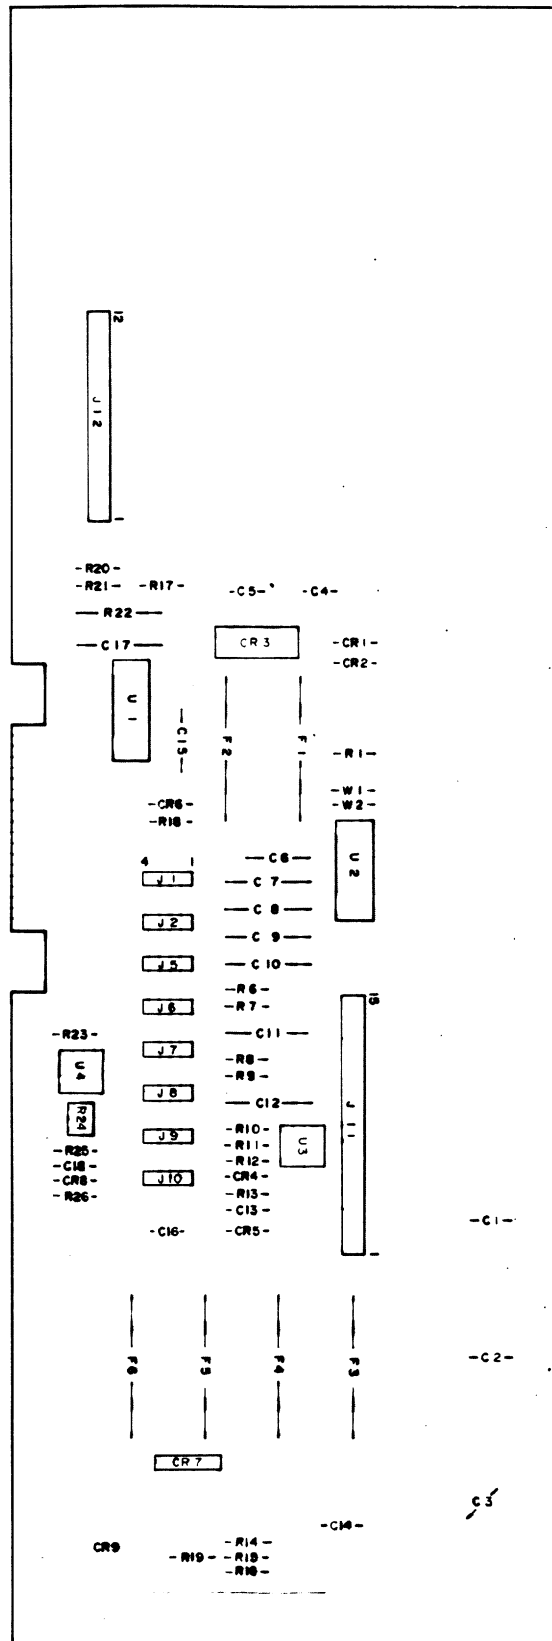 12
J12
1
-R20-
-R21- -R17-
-C5- -C4-
R22
C17
CR3
-CR1-
-CR2-
U1
C15
F2
F1
-R1-
-W1-
-CR6-
-W2-
-R18-
U2
4 1
C6
J1
C7
C8
J2
C9
J5
C10
-R6-
15
J6
-R7-
-R23-
C11
J7
U4
-R8-
-R9-
J8
C12
R24
J11
-R10-
U3
J9
-R11-
-R25-
-R12-
-C18-
J10
-CR4-
-CR8-
-R13-
-R26-
-C13-
-C1-
-C16-
-CR5-
1
F6
F5
F4
F3
-C2-
CR7
C3
-C14-
-R14-
CR9
-R19-
-R15-